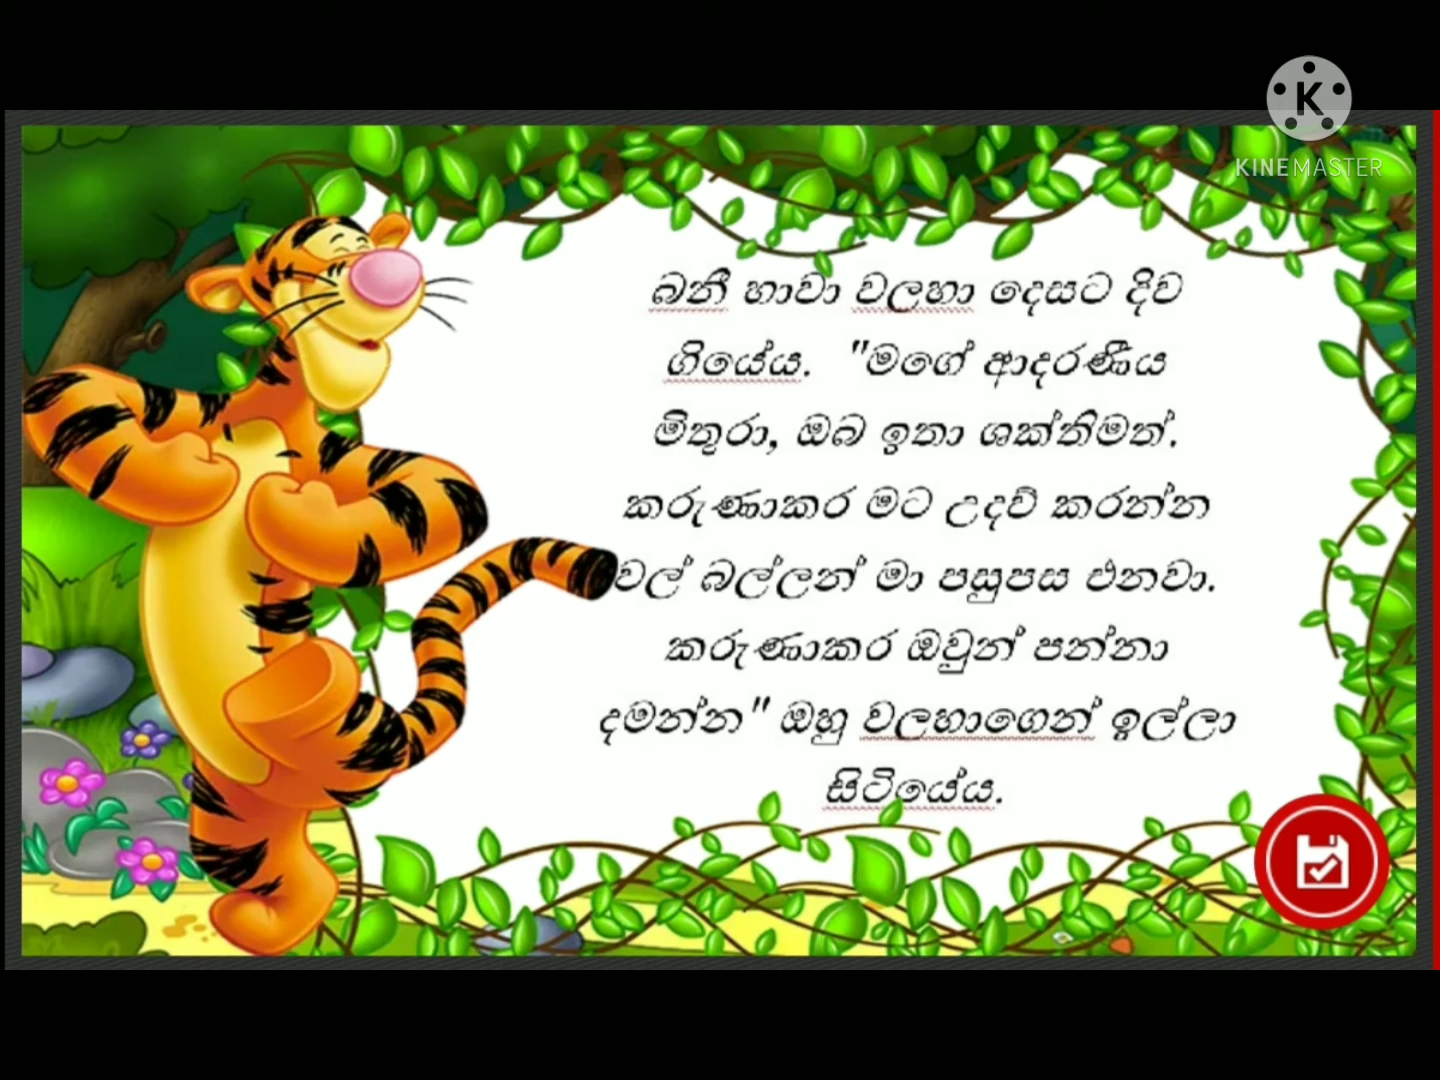 KINEMASTER
බනී හාවා වලහා දෙසට දිව
ගියේය. "මගේ ආදරණීය
මිතුරා, ඔබ ඉතා ශක්තිමත්.
කරුණාකර මට උදව් කරන්න
වල් බල්ලන් මා පසුපස එනවා.
කරුණාකර ඔවුන් පන්නා
දමන්න" ඔහු වලහාගෙන් ඉල්ලා
සිටියේය.